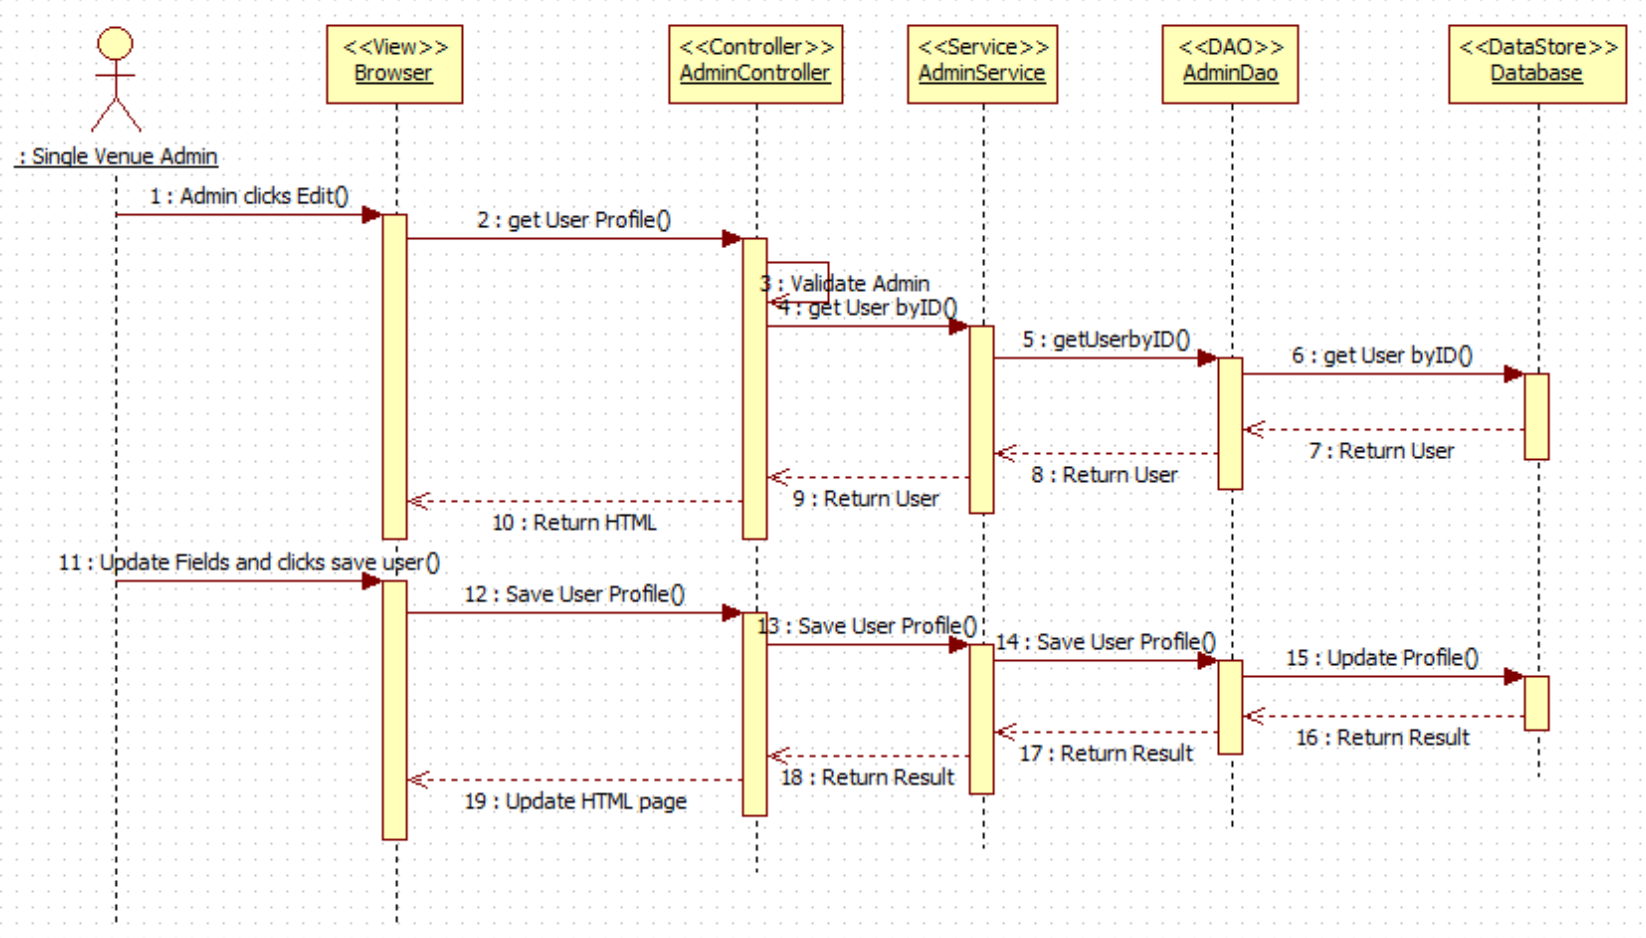 <<View>>
Browser
<<Controller>>
AdminController
<<Service>>
AdminService
<<DAO>>
AdminDao
<<DataStore>>
Database
: Single Venue Admin
1 : Admin clicks Edit()
2 : get User Profile()
3 : Validate Admin
4 : get User byID()
5 : getUserbyID()
6 : get User byID()
7 : Return User
8 : Return User
9 : Return User
10 : Return HTML
11 : Update Fields and clicks save user()
12 : Save User Profile()
13 : Save User Profile()
14 : Save User Profile()
15 : Update Profile()
16 : Return Result
17 : Return Result
18 : Return Result
19 : Update HTML page